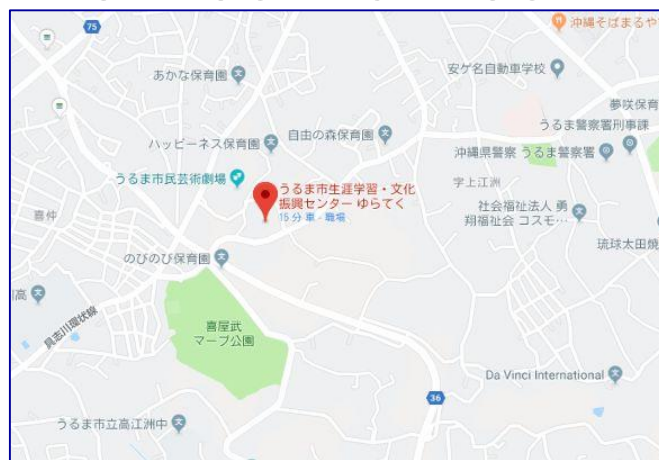 75
沖縄そばまるや
あかな保育園
安ケ名自動車学校
夢咲保育
ハッピーネス保育園
自由の森保育園
うるま警察署刑事課
沖縄県警察 うるま警察署
うるま市民芸術劇場
うるま市生涯学習・文化
振興センター ゆらてく
15 分 車 - 職場
字上江洲
喜仲
社会福祉法人 勇
翔福祉会 コスモ…
のびのび保育園
琉球太田焼
高
具志川環状線
喜屋武
マーブ公園
Da Vinci International
36
うるま市立高江洲中